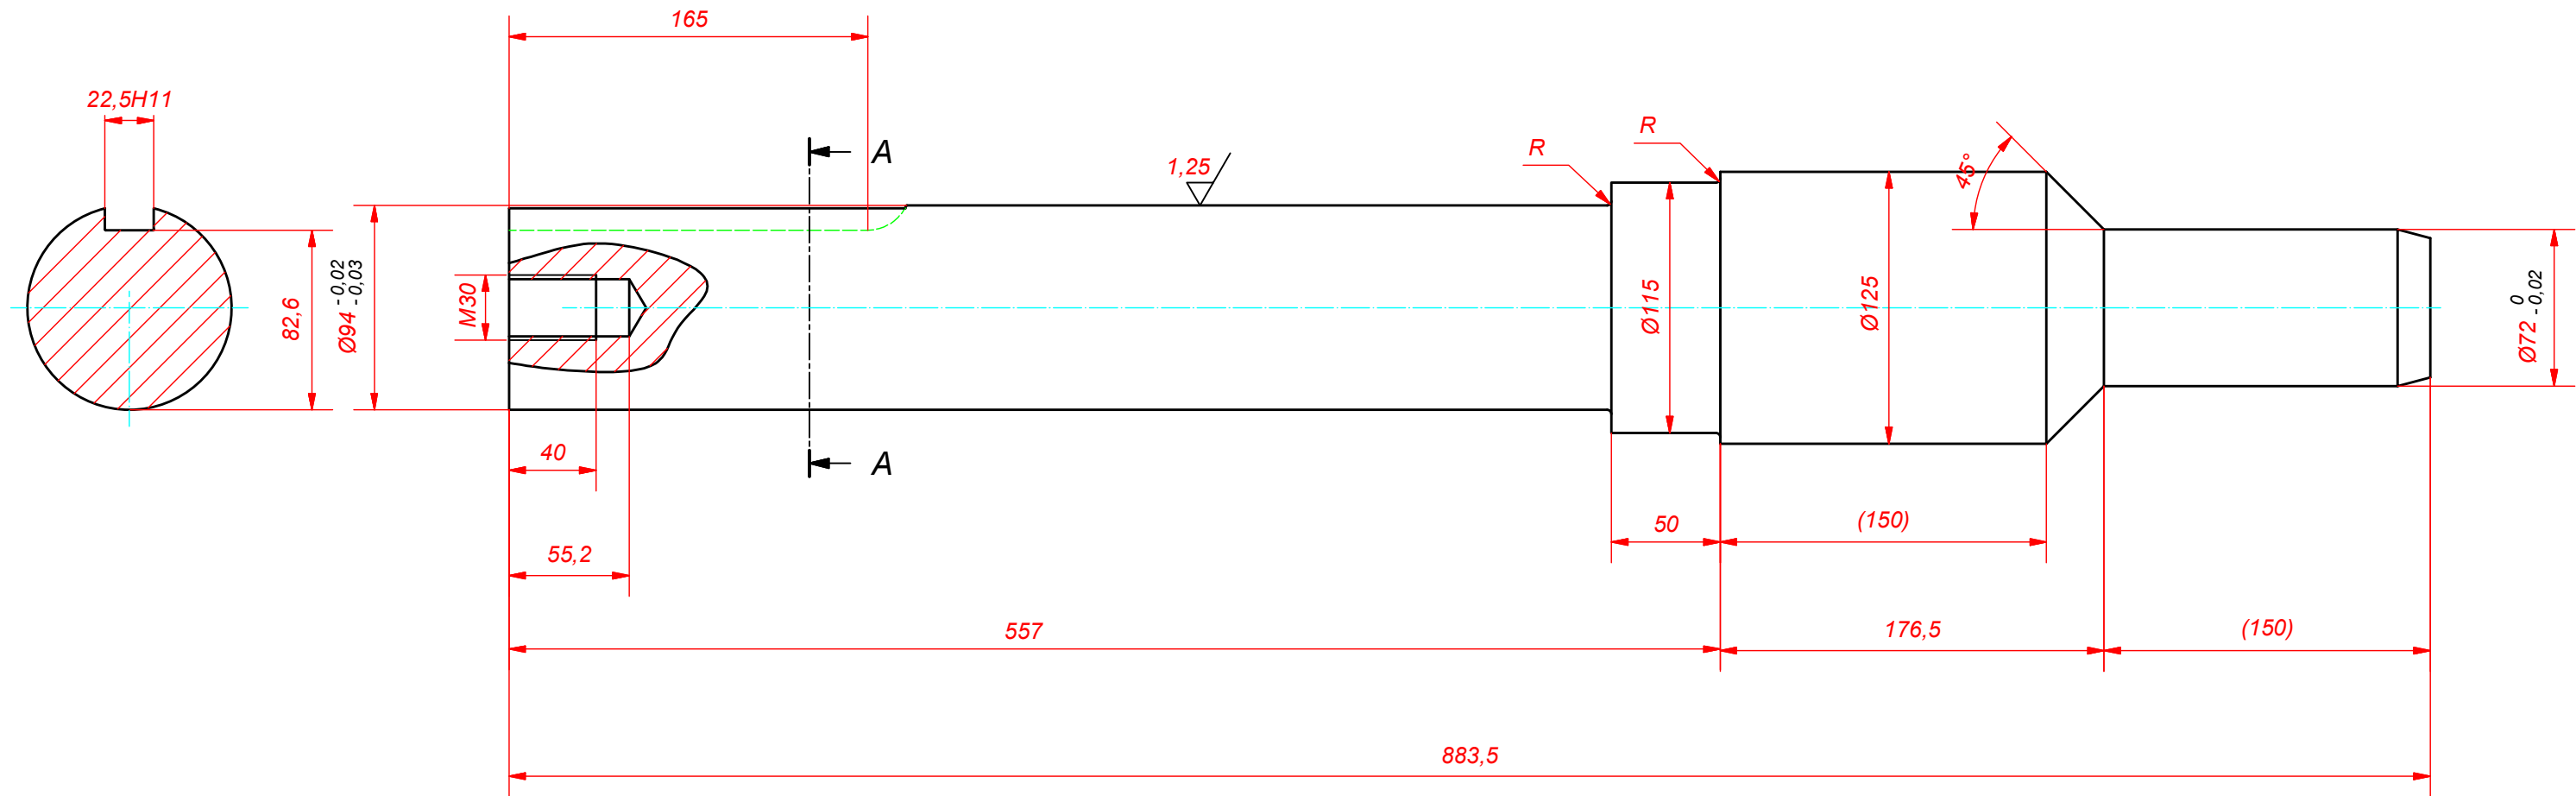 165
22,5H11
A
R
R
1,25
45°
82,6
Ø94 - 0,02 - 0,03
M30
Ø115
Ø125
Ø72 0 - 0,02
40
A
50
(150)
55,2
557
176,5
(150)
883,5